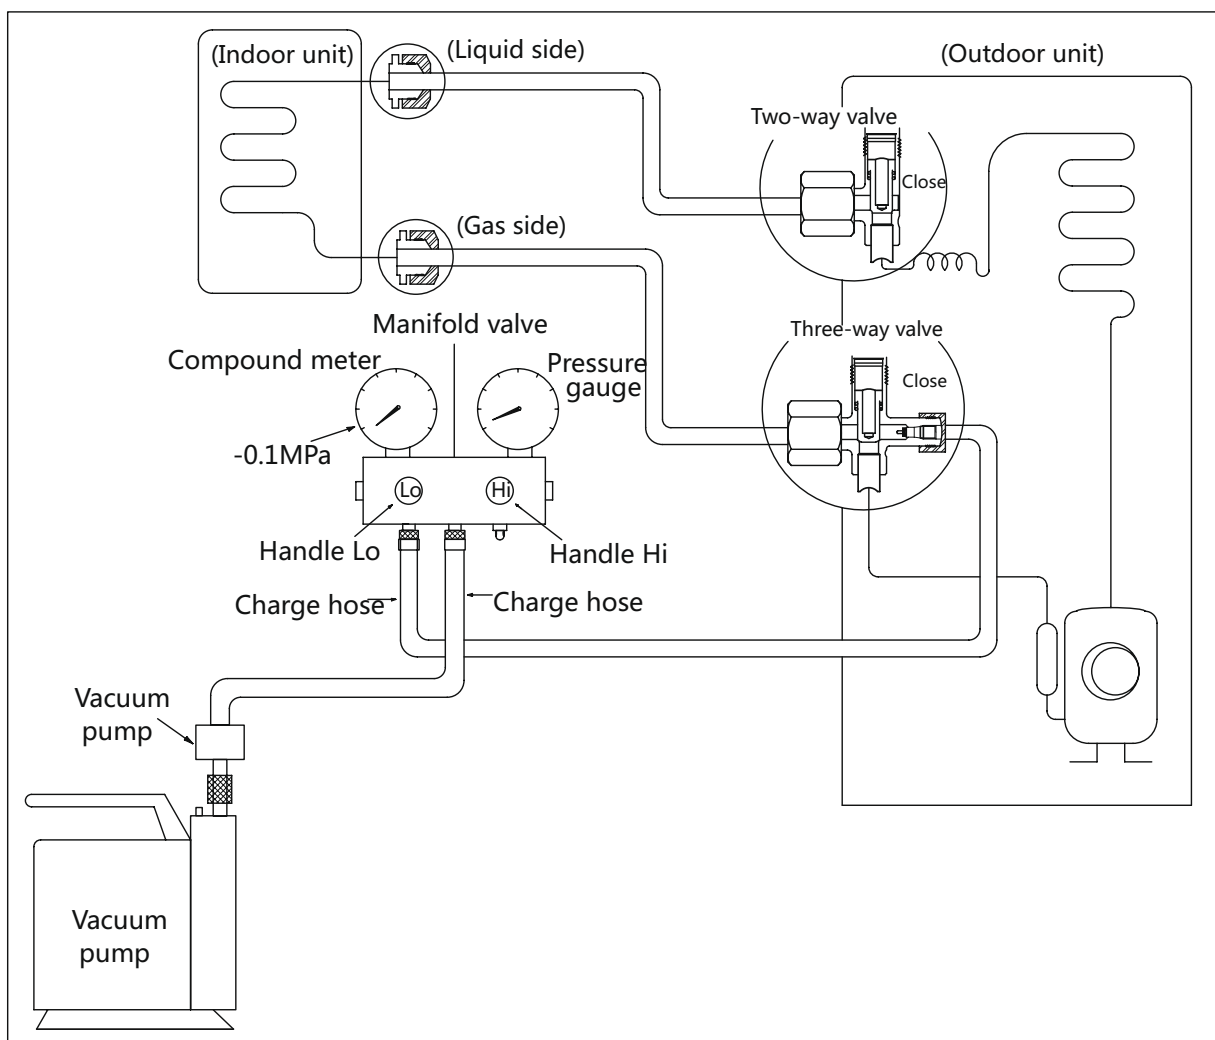 (Indoor unit)
(Liquid side)
(Outdoor unit)
Two-way valve
Close
(Gas side)
Manifold valve
Three-way valve
Compound meter
Pressure
gauge
Close
-0.1MPa
Lo
Hi
Handle Lo
Handle Hi
Charge hose
Charge hose
Vacuum
pump
Vacuum
pump